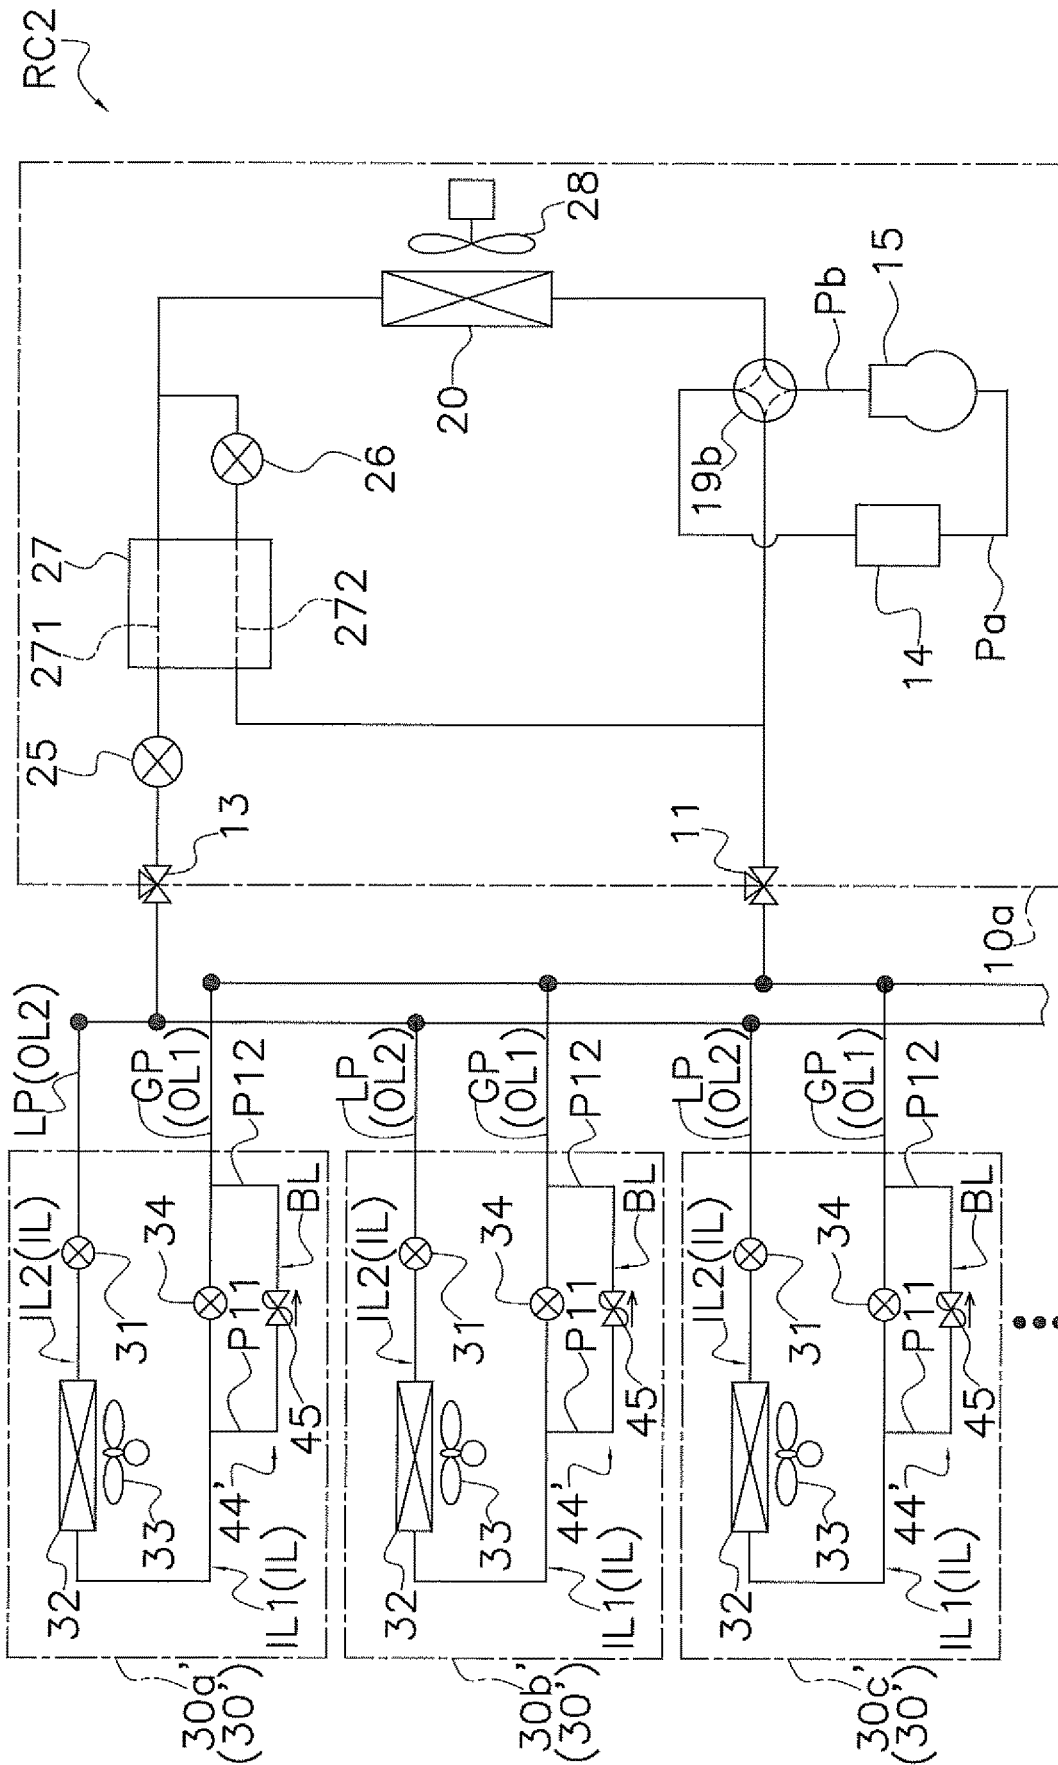 RC2
28
20
15
Pb
19b
26
27
271
272
14
Pa
25
13
11
10a
LP(OL2)
GP
(OL1)
P12
LP
(OL2)
GP
(OL1)
P12
LP
(OL2)
GP
(OL1)
P12
IL2(IL)
31
34
P11
BL
45
32
33
44'
IL1(IL)
30a'
(30')
IL2(IL)
31
34
P11
BL
45
32
33
44'
IL1(IL)
30b'
(30')
IL2(IL)
31
34
P11
BL
45
32
33
44'
IL1(IL)
30c'
(30')